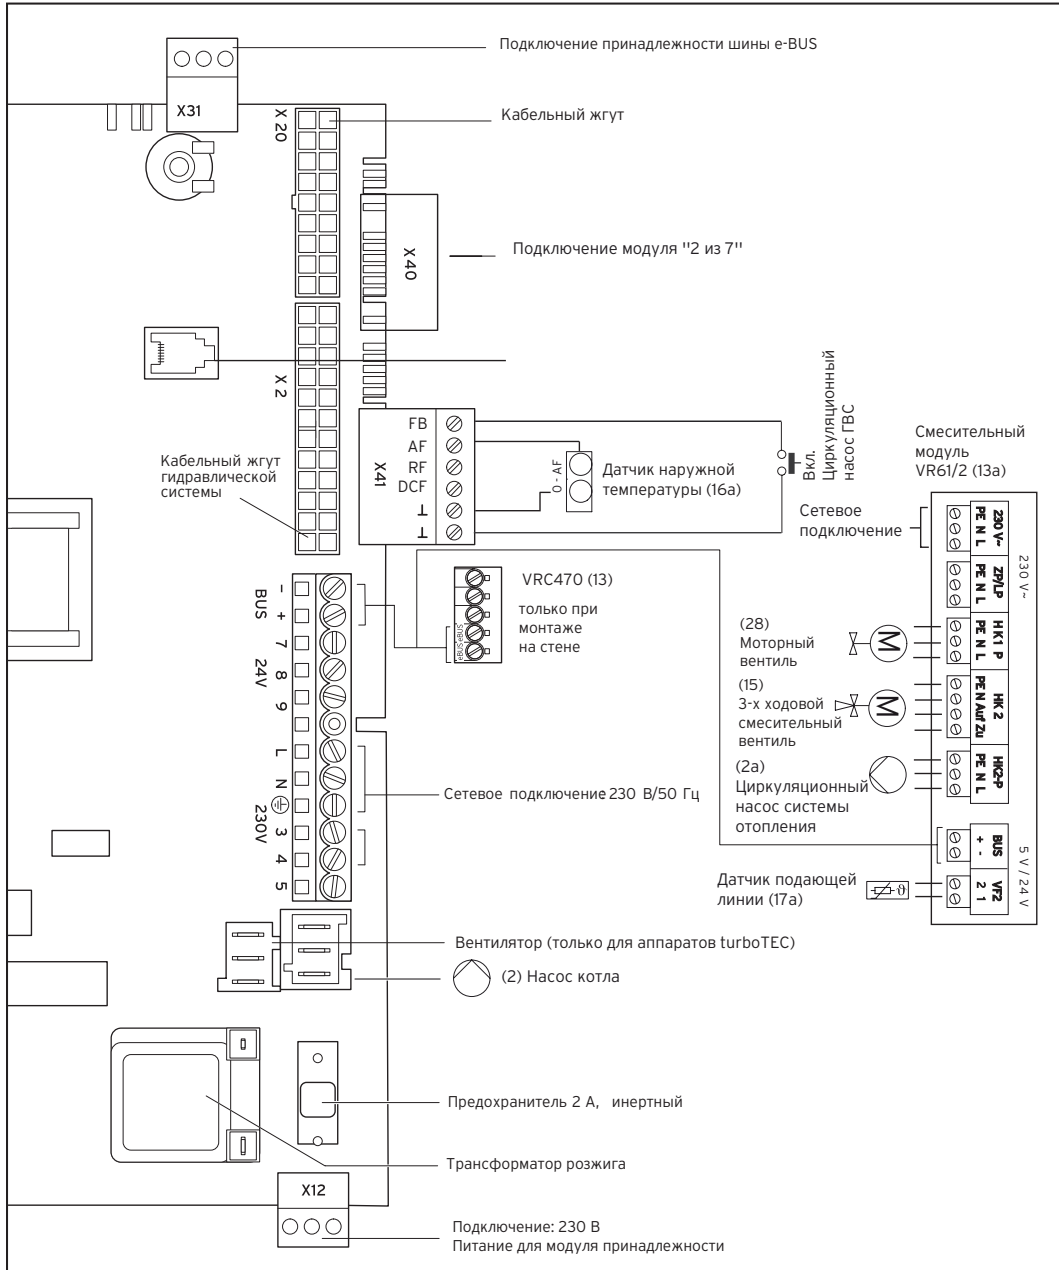 Подключение принадлежности шины e-BUS
X31
X 20
Кабельный жгут
X 40
Подключение модуля "2 из 7"
X 2
Кабельный жгут
гидравлической
системы
X41
FB
AF
RF
DCF
⊥
⊥
0 - AF
Датчик наружной
температуры (16a)
Вкл.
Циркуляционный
насос ГВС
Смесительный
модуль
VR61/2 (13a)
Сетевое
подключение
230 V~
PE N L
230 V~
ZP/LP
PE N L
HK1 P
PE N L
HK 2
PE N Auf Zu
HK2-P
PE N L
BUS
+ -
5 V / 24 V
VF2
2 1
(28)
Моторный
вентиль
M
(15)
3-х ходовой
смесительный
вентиль
M
(2a)
Циркуляционный
насос системы
отопления
Датчик подающей
линии (17a)
ϑ
VRC470 (13)
только при
монтаже
на стене
eBUS
eBUS
- +
BUS
7 8 9
24V
L N
230V
3 4 5
Сетевое подключение 230 В/50 Гц
Вентилятор (только для аппаратов turboTEC)
(2) Насос котла
Предохранитель 2 A, инертный
Трансформатор розжига
X12
Подключение: 230 В
Питание для модуля принадлежности